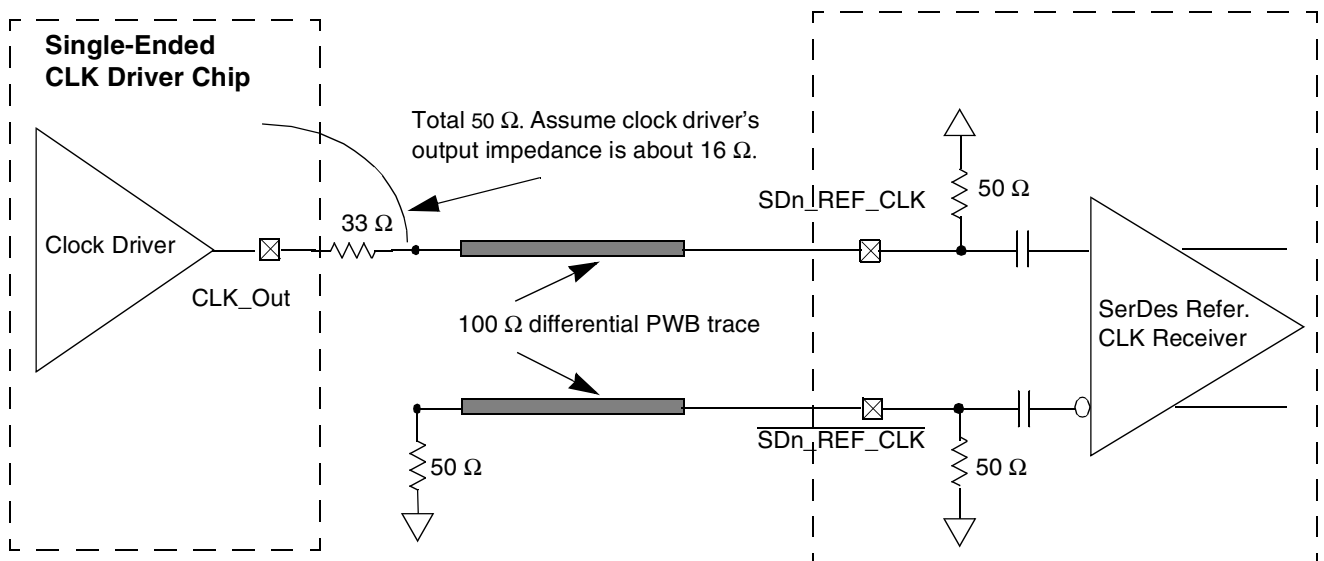 Single-Ended
CLK Driver Chip
Total 50 Ω. Assume clock driver's
output impedance is about 16 Ω.
SDn_REF_CLK
50 Ω
33 Ω
Clock Driver
CLK_Out
100 Ω differential PWB trace
SerDes Refer.
CLK Receiver
SDn_REF_CLK
50 Ω
50 Ω